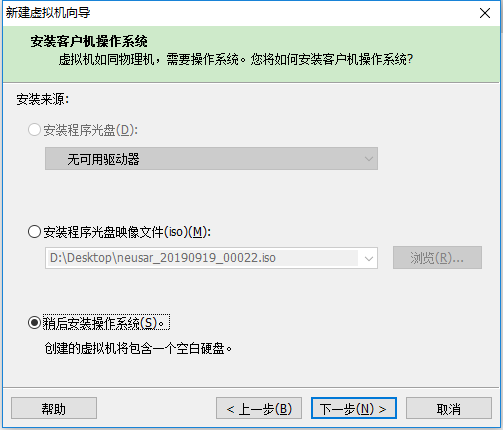 新建虚拟机向导
安装客户机操作系统
虚拟机如同物理机，需要操作系统。您将如何安装客户机操作系统?
安装来源:
安装程序光盘(D):
无可用驱动器
安装程序光盘映像文件(iso)(M):
D:\Desktop\neusar_20190919_00022.iso
浏览(R)...
稍后安装操作系统(S)。
创建的虚拟机将包含一个空白硬盘。
帮助
< 上一步(B)
下一步(N) >
取消